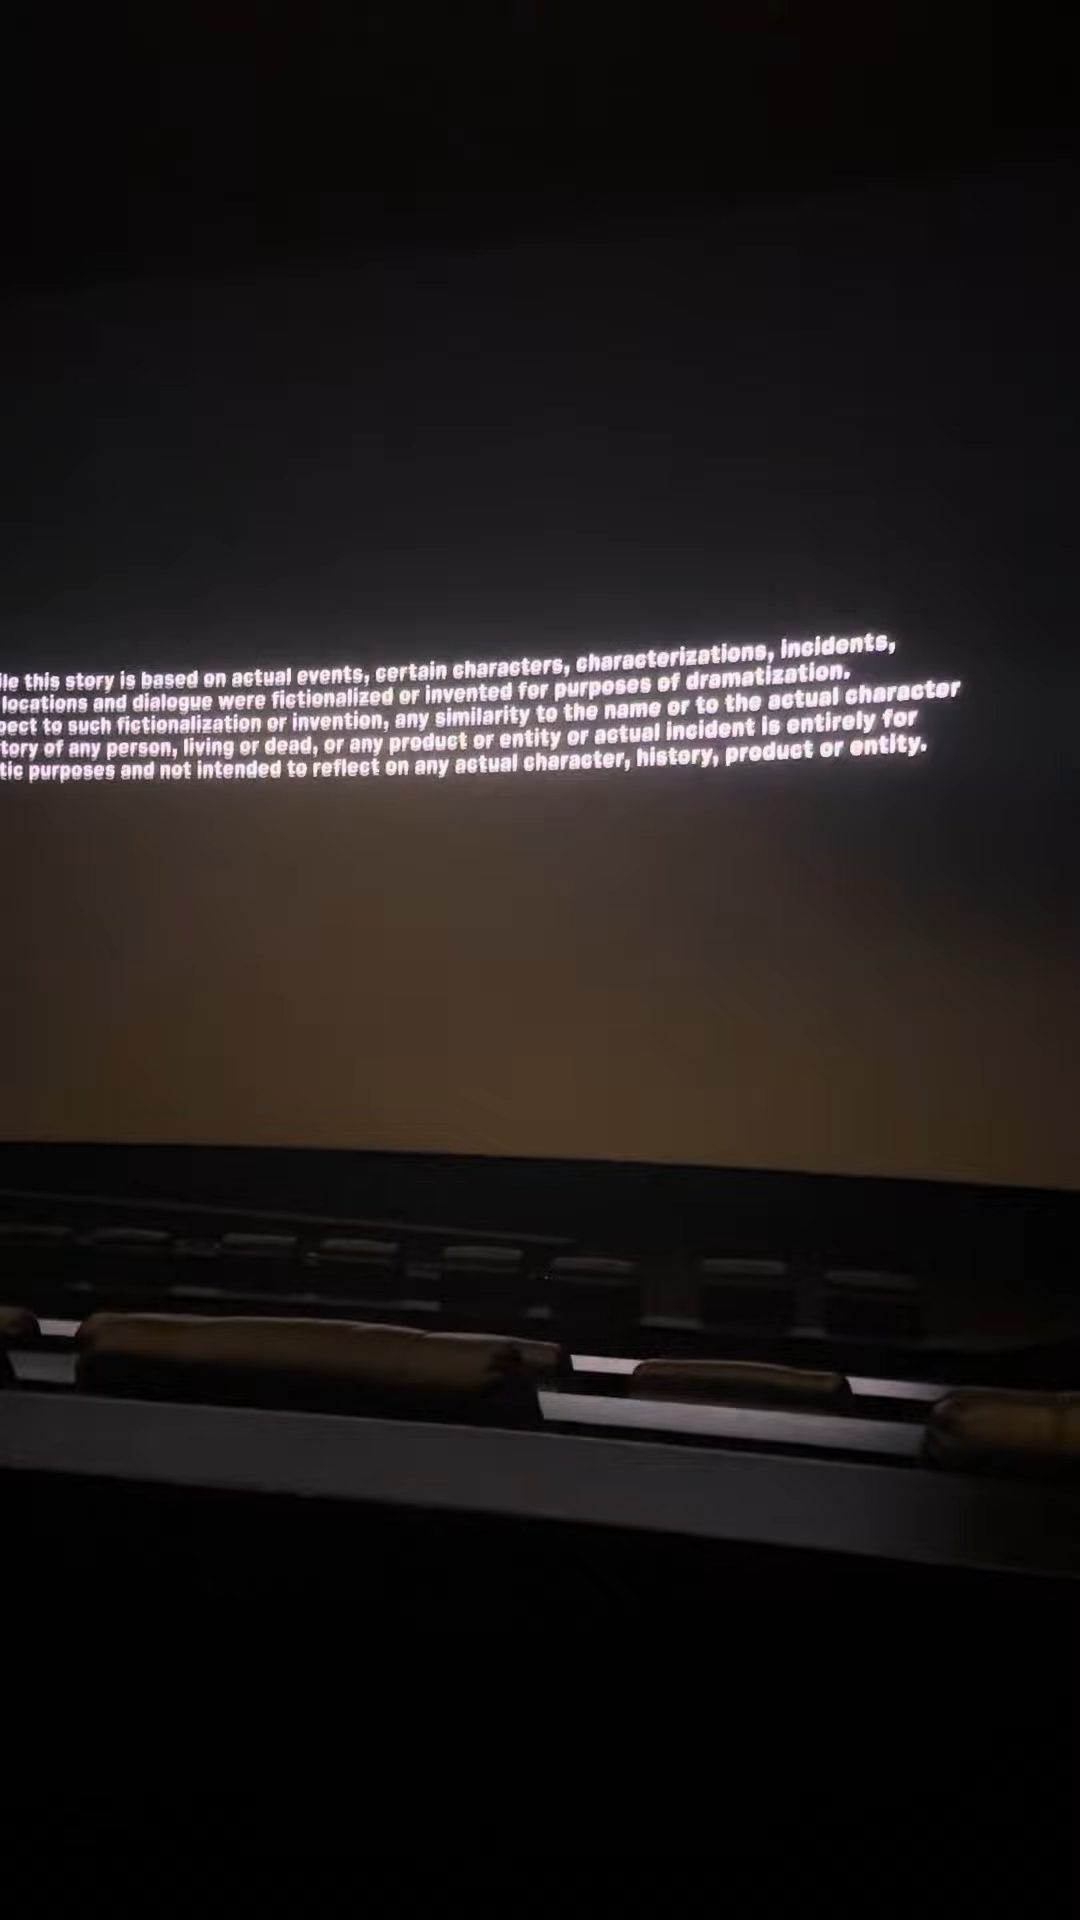 ile this story is based on actual events, certain characters, characterizations, incidents,
locations and dialogue were fictionalized or invented for purposes of dramatization.
pect to such fictionalization or invention, any similarity to the name or to the actual character
tory of any person, living or dead, or any product or entity or actual incident is entirely for
tic purposes and not intended to reflect on any actual character, history, product or entity.